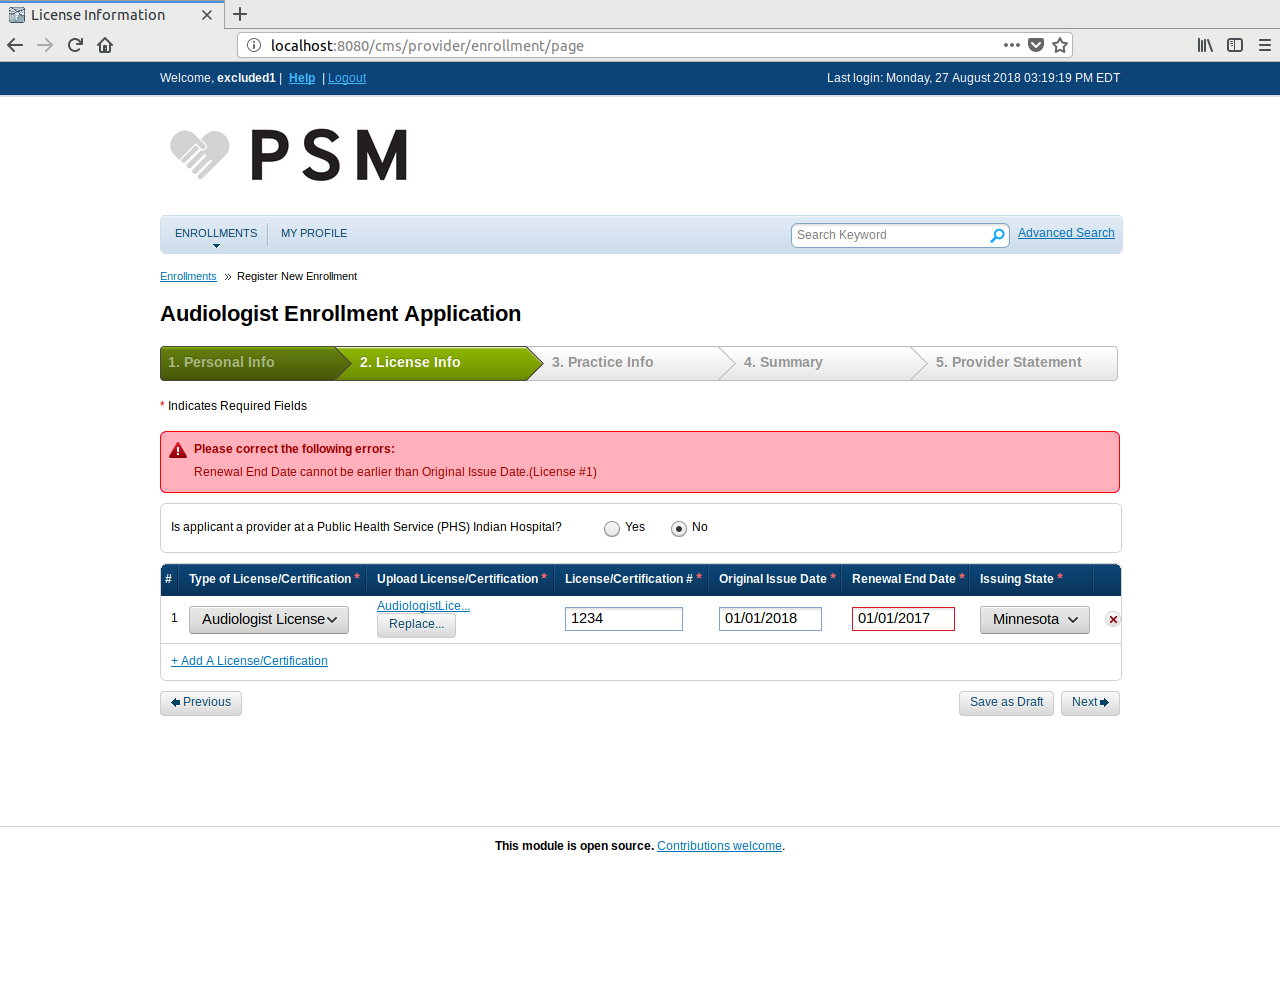 License Information
localhost:8080/cms/provider/enrollment/page
Welcome, excluded1 | Help | Logout
Last login: Monday, 27 August 2018 03:19:19 PM EDT
PSM
ENROLLMENTS
MY PROFILE
Search Keyword
Advanced Search
Enrollments » Register New Enrollment
Audiologist Enrollment Application
1. Personal Info
2. License Info
3. Practice Info
4. Summary
5. Provider Statement
* Indicates Required Fields
Please correct the following errors:
Renewal End Date cannot be earlier than Original Issue Date.(License #1)
Is applicant a provider at a Public Health Service (PHS) Indian Hospital? Yes No
# Type of License/Certification * Upload License/Certification * License/Certification # * Original Issue Date * Renewal End Date * Issuing State *
AudiologistLice...
1 Audiologist License Replace... 1234 01/01/2018 01/01/2017 Minnesota
+ Add A License/Certification
Previous
Save as Draft
Next
This module is open source. Contributions welcome.